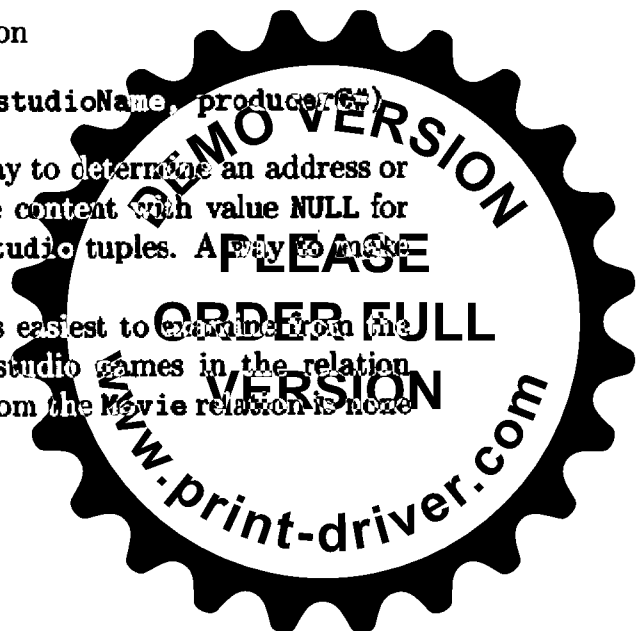 on
studioName, producerC#)
ay to determine an address or
e content with value NULL for
tudio tuples. A way to make
s easiest to examine from the
studio names in the relation
om the Movie relation is none
DEMO VERSION
PLEASE
ORDER FULL
VERSION
www.print-driver.com